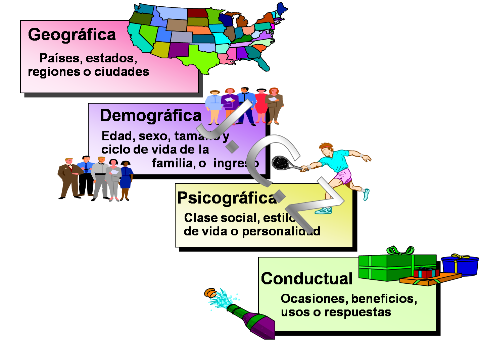 Geográfica
Países, estados,
regiones o ciudades
Demográfica
Edad, sexo, tamaño y
ciclo de vida de la
familia, o ingreso
Psicográfica
Clase social, estilo
de vida o personalidad
Conductual
Ocasiones, beneficios,
usos o respuestas